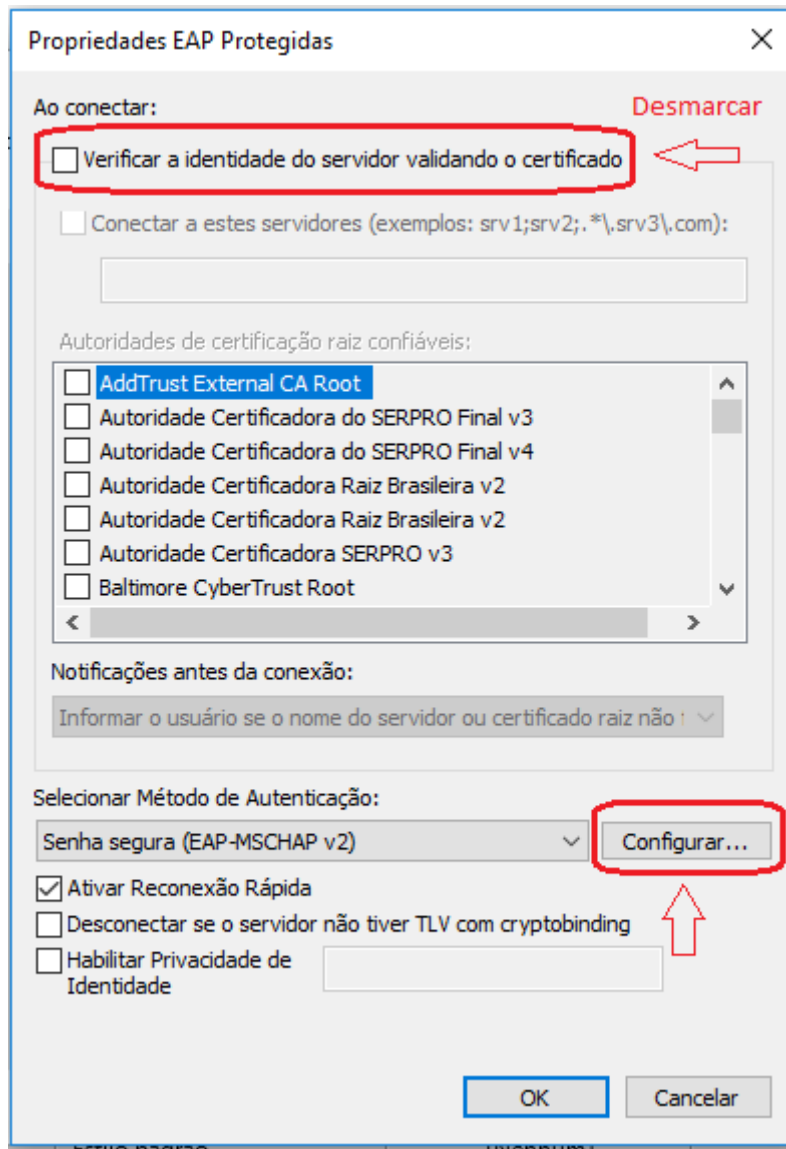 Propriedades EAP Protegidas
Ao conectar:
Desmarcar
Verificar a identidade do servidor validando o certificado
Conectar a estes servidores (exemplos: srv1;srv2;.*\.srv3\.com):
Autoridades de certificação raiz confiáveis:
AddTrust External CA Root
Autoridade Certificadora do SERPRO Final v3
Autoridade Certificadora do SERPRO Final v4
Autoridade Certificadora Raiz Brasileira v2
Autoridade Certificadora Raiz Brasileira v2
Autoridade Certificadora SERPRO v3
Baltimore CyberTrust Root
Notificações antes da conexão:
Informar o usuário se o nome do servidor ou certificado raiz não
Selecionar Método de Autenticação:
Senha segura (EAP-MSCHAP v2)
Configurar...
Ativar Reconexão Rápida
Desconectar se o servidor não tiver TLV com cryptobinding
Habilitar Privacidade de
Identidade
OK
Cancelar